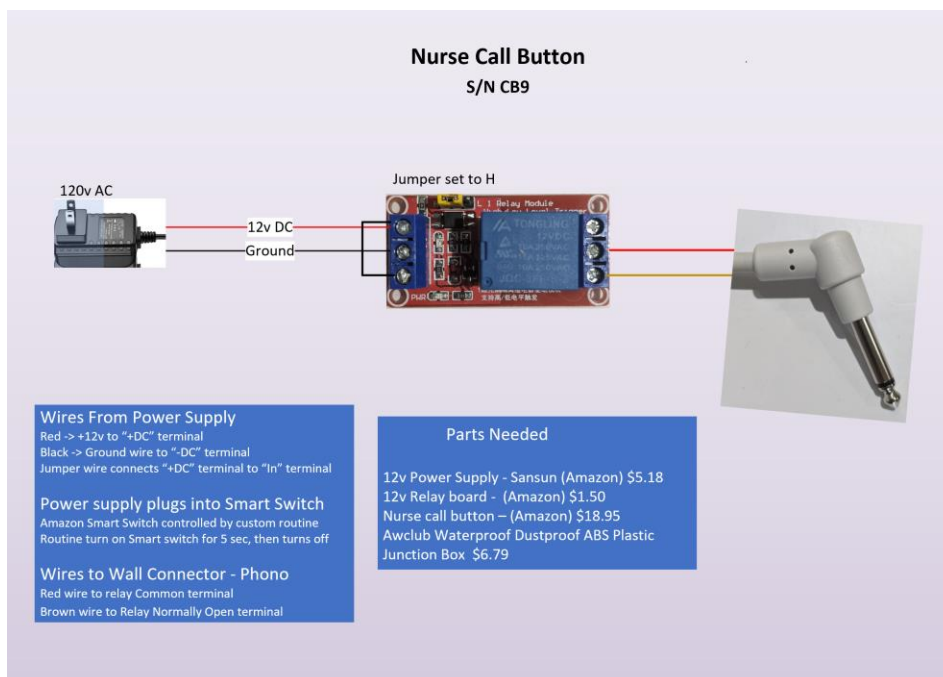 Nurse Call Button
S/N CB9
Jumper set to H
120v AC
12v DC
Ground
1 Relay Module
TONGLING
PWR
Wires From Power Supply
Red -> +12v to “+DC” terminal
Black -> Ground wire to “-DC” terminal
Jumper wire connects “+DC” terminal to “In” terminal
Power supply plugs into Smart Switch
Amazon Smart Switch controlled by custom routine
Routine turn on Smart switch for 5 sec, then turns off
Wires to Wall Connector - Phono
Red wire to relay Common terminal
Brown wire to Relay Normally Open terminal
Parts Needed
12v Power Supply - Sansun (Amazon) $5.18
12v Relay board - (Amazon) $1.50
Nurse call button – (Amazon) $18.95
Awclub Waterproof Dustproof ABS Plastic
Junction Box $6.79